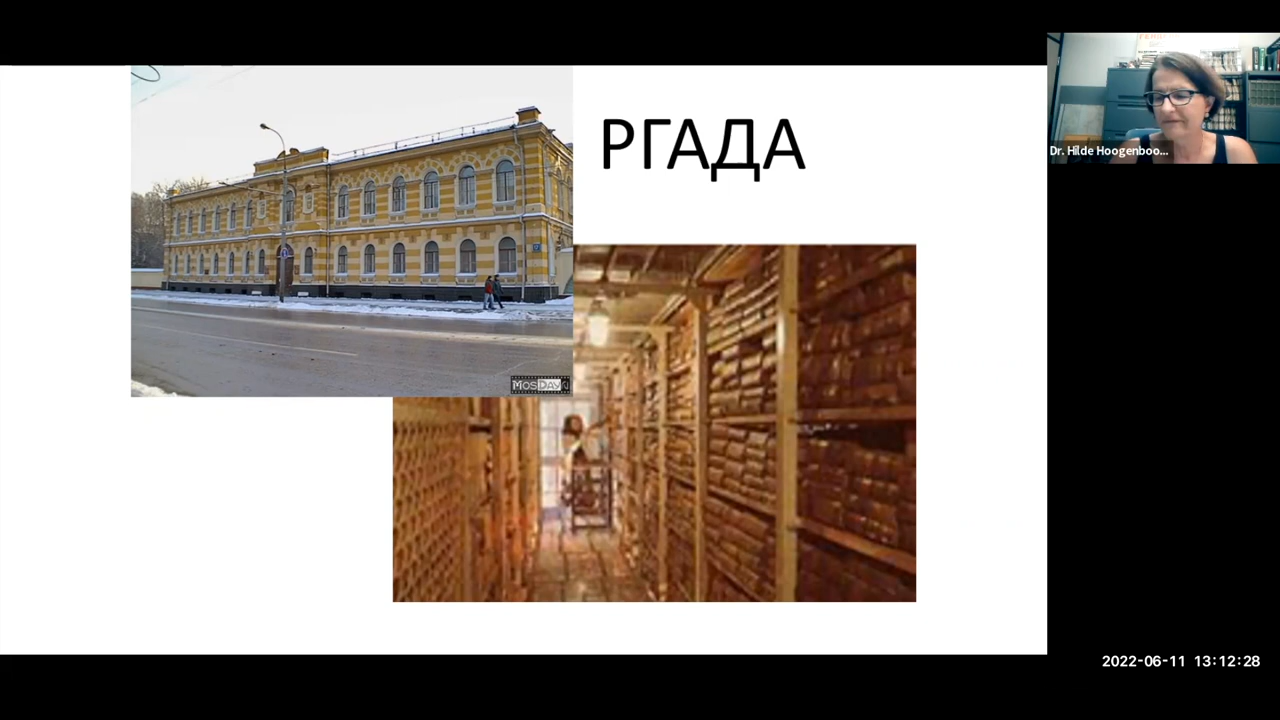 РГАДА
MOSDAY
Dr. Hilde Hoogenboo...
2022-06-11 13:12:28